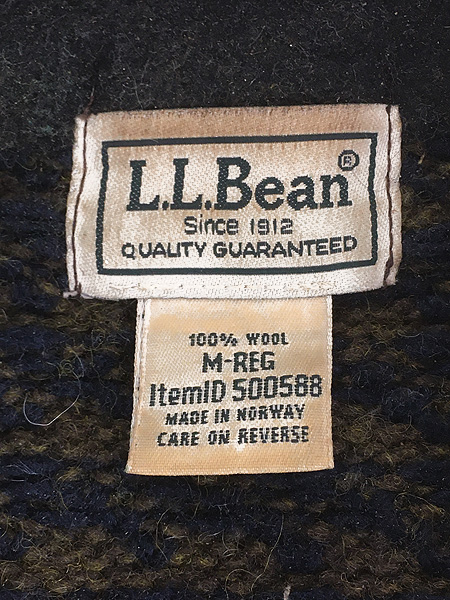 L.L.Bean®
Since 1912
QUALITY GUARANTEED
100% WOOL
M-REG
ItemID 500588
MADE IN NORWAY
CARE ON REVERSE